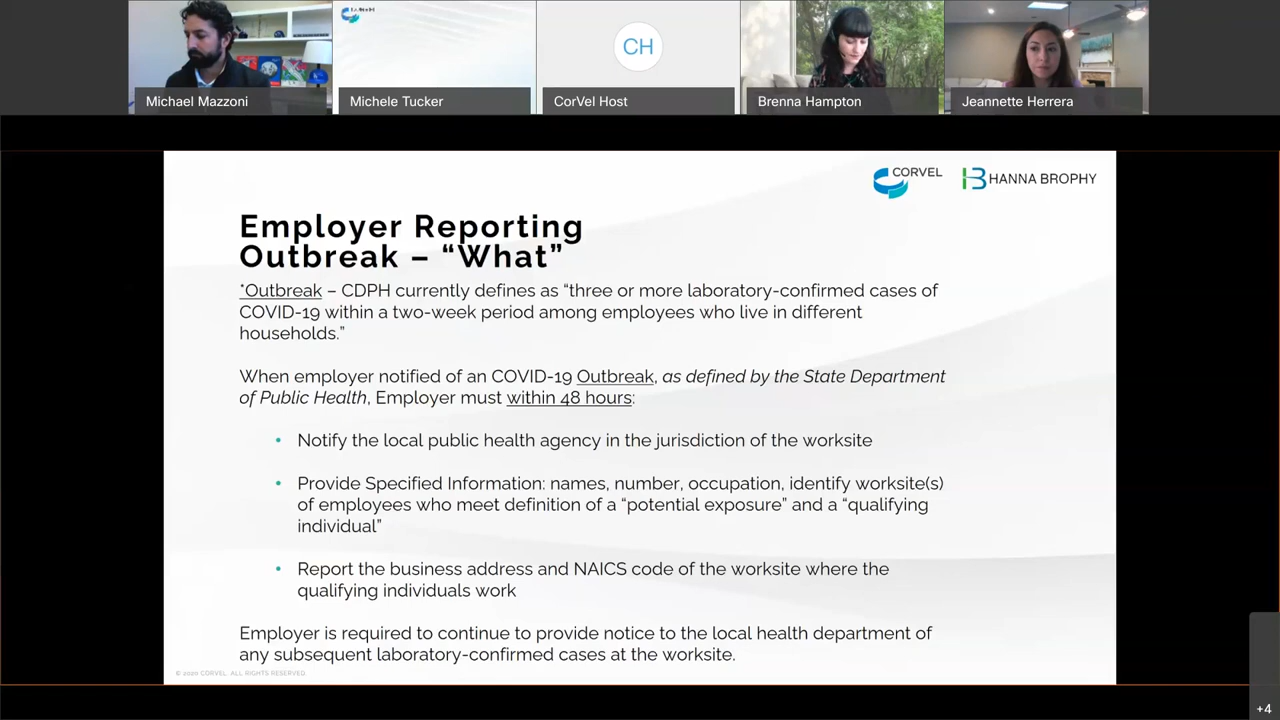 Michael Mazzoni
Michele Tucker
CH
CorVel Host
Brenna Hampton
Jeannette Herrera
CORVEL
HANNA BROPHY
Employer Reporting
Outbreak – “What”
*Outbreak – CDPH currently defines as “three or more laboratory-confirmed cases of
COVID-19 within a two-week period among employees who live in different
households.”
When employer notified of an COVID-19 Outbreak, as defined by the State Department
of Public Health, Employer must within 48 hours:
• Notify the local public health agency in the jurisdiction of the worksite
• Provide Specified Information: names, number, occupation, identify worksite(s)
of employees who meet definition of a “potential exposure” and a “qualifying
individual”
• Report the business address and NAICS code of the worksite where the
qualifying individuals work
Employer is required to continue to provide notice to the local health department of
any subsequent laboratory-confirmed cases at the worksite.
© 2020 CORVEL. ALL RIGHTS RESERVED.
+4